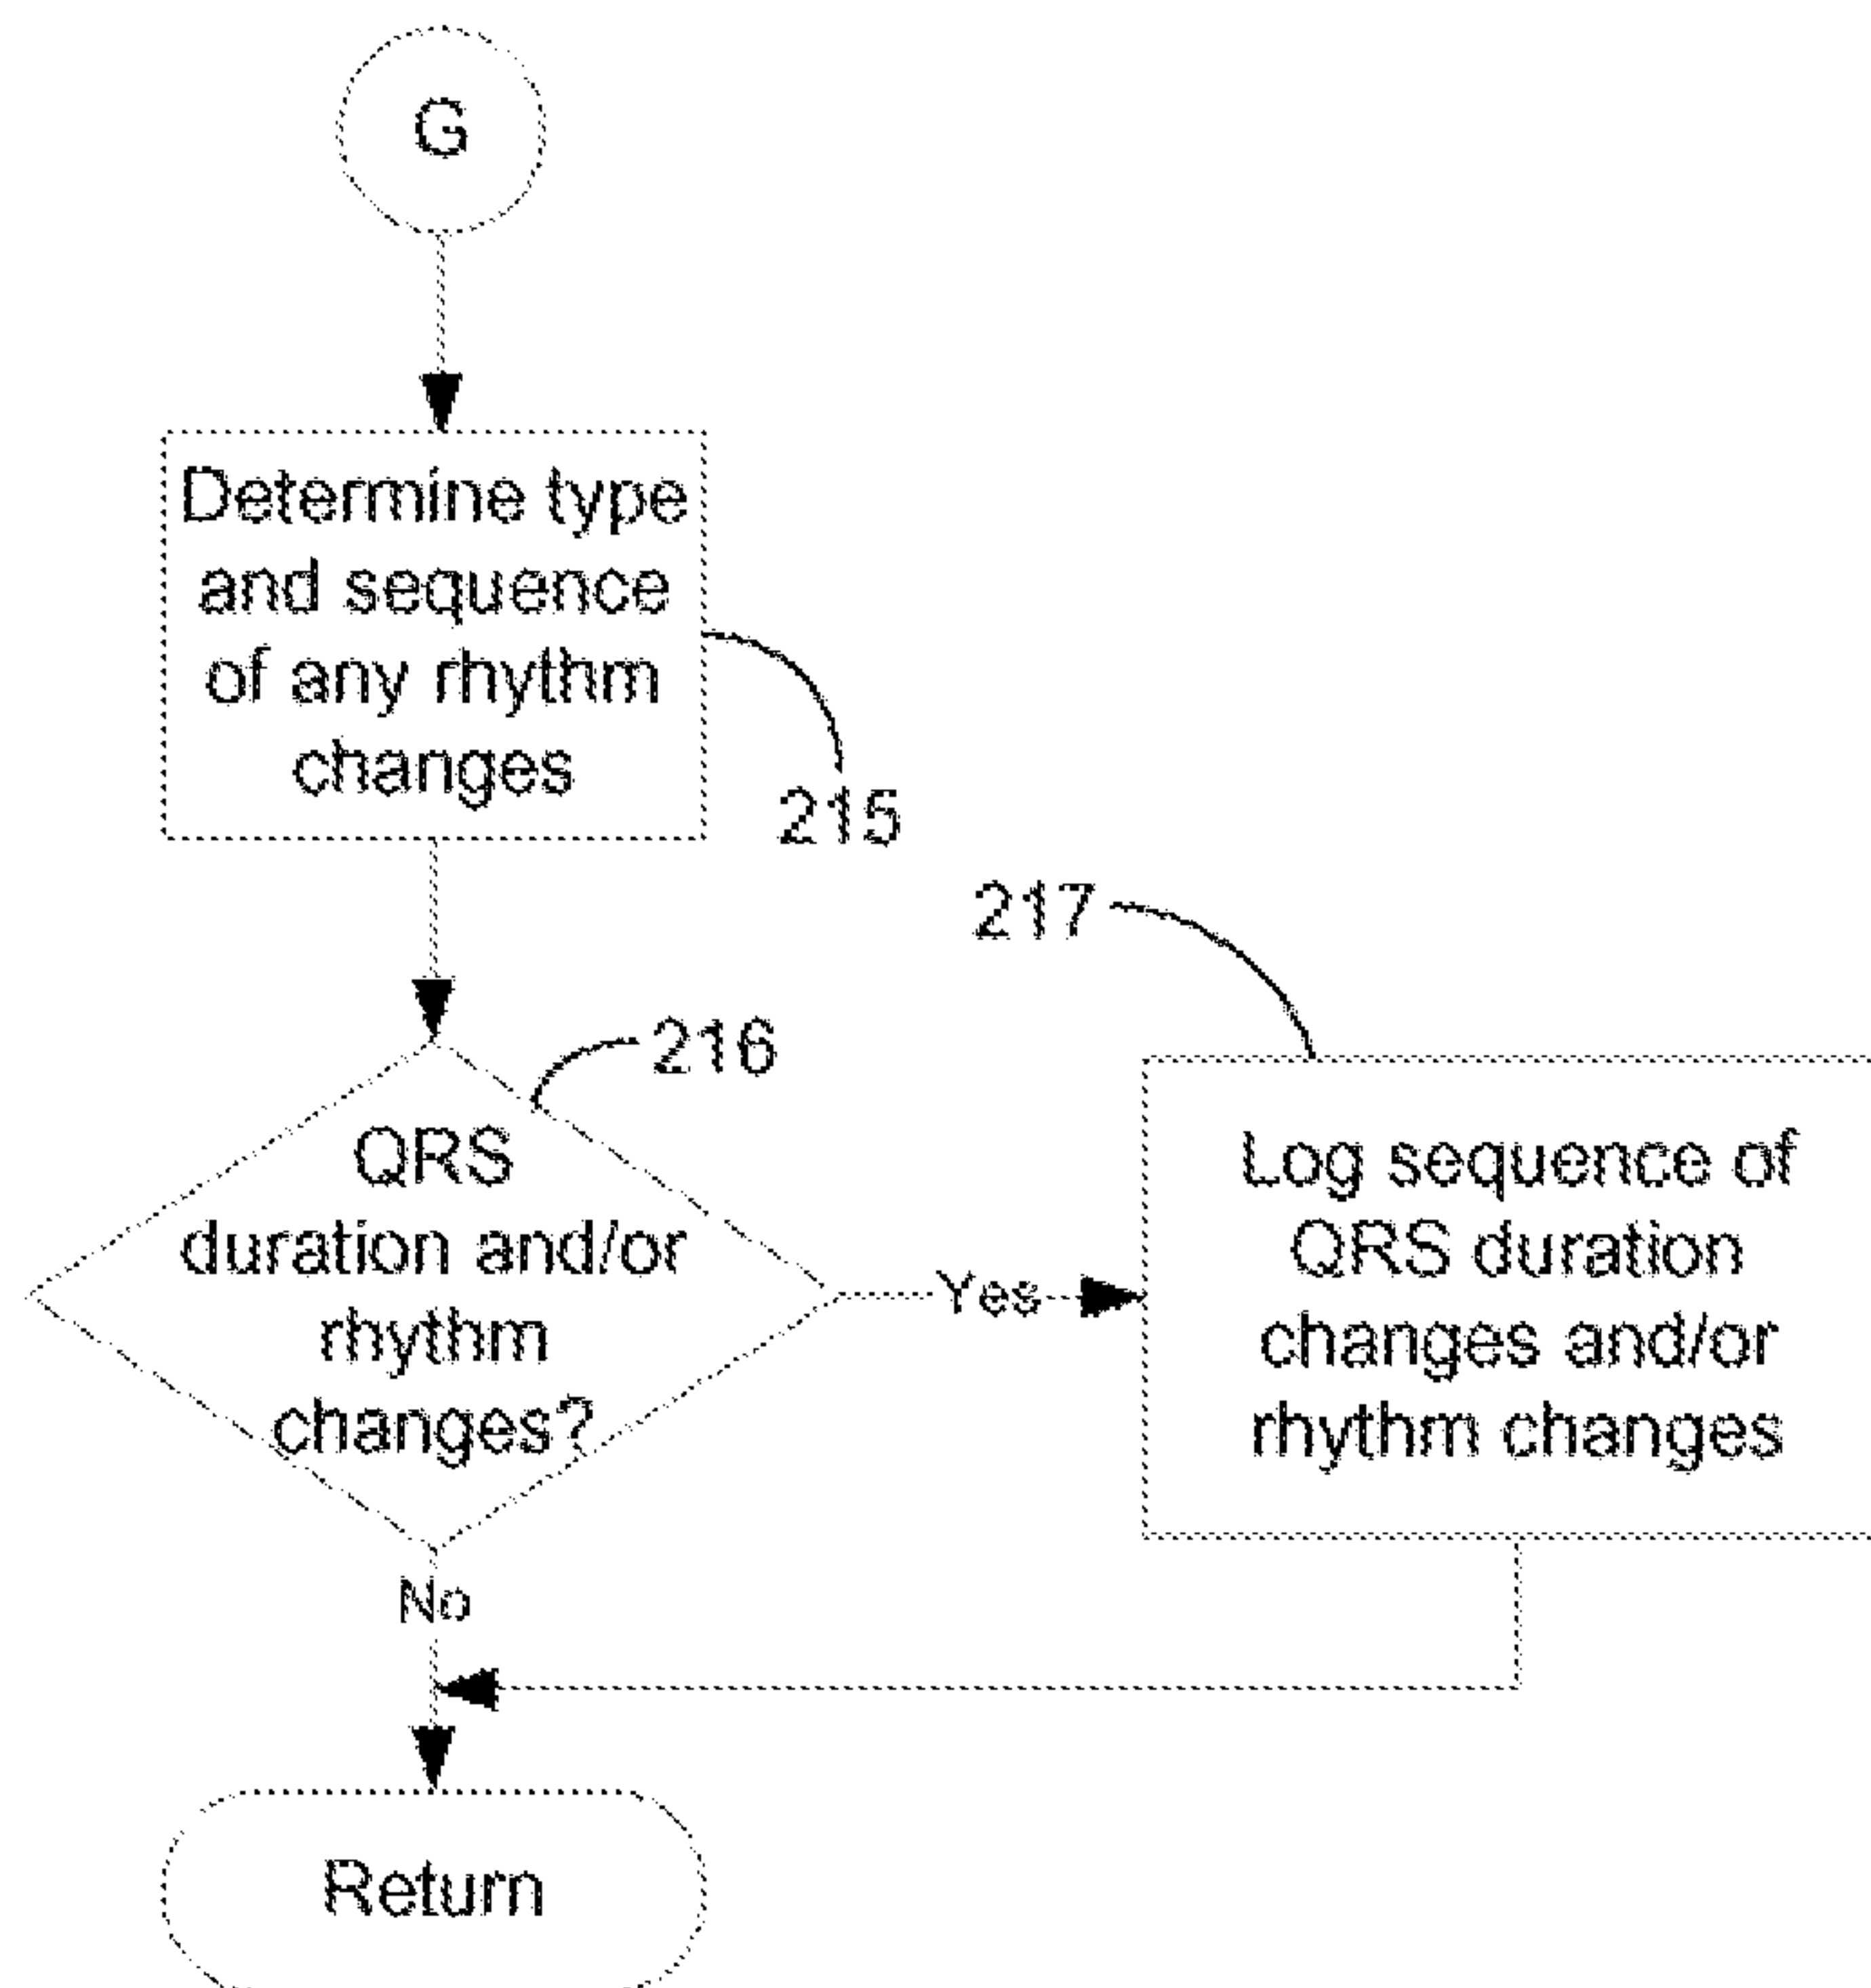 G
Determine type
and sequence
of any rhythm
changes
215
217
216
QRS
duration and/or
rhythm
changes?
Yes
Log sequence of
QRS duration
changes and/or
rhythm changes
No
Return